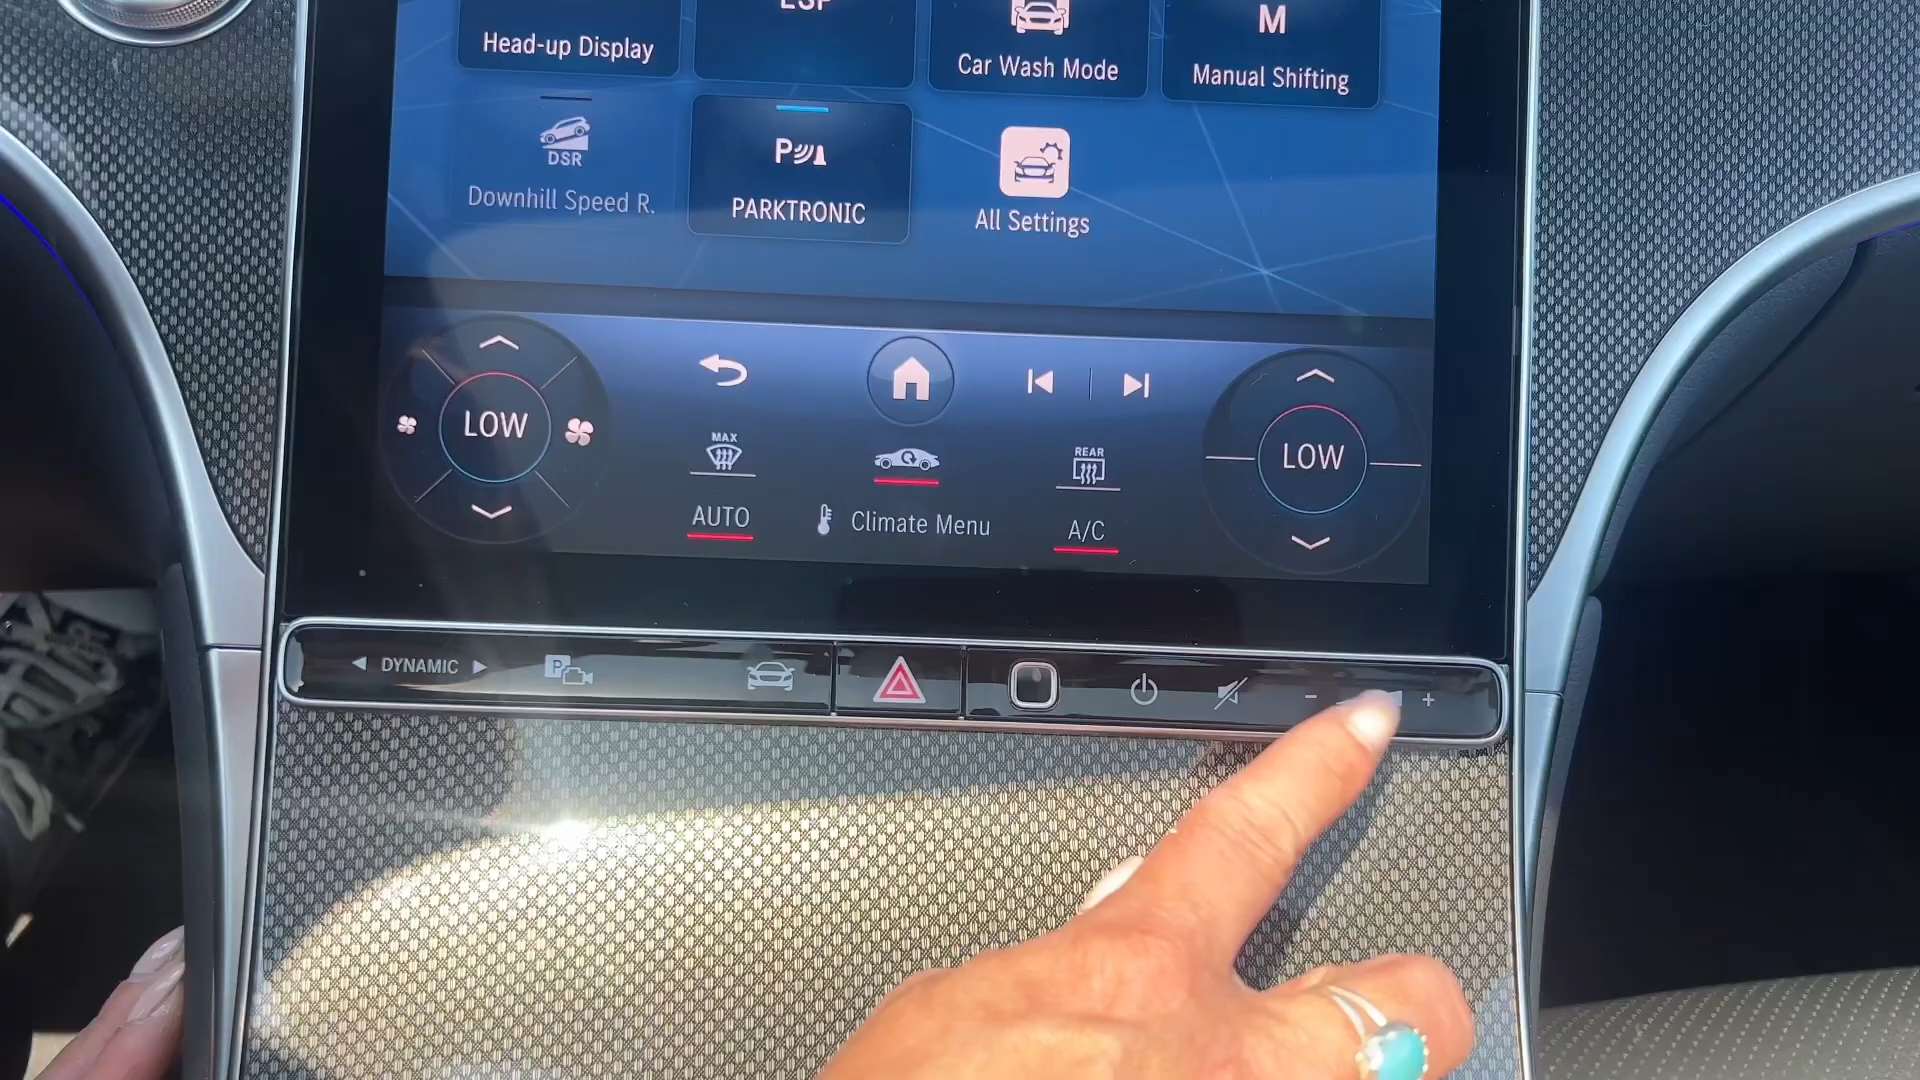 ESP
M
Head-up Display
Car Wash Mode
Manual Shifting
DSR
Downhill Speed R.
P
PARKTRONIC
All Settings
LOW
MAX
REAR
LOW
AUTO
Climate Menu
A/C
DYNAMIC
P
- +